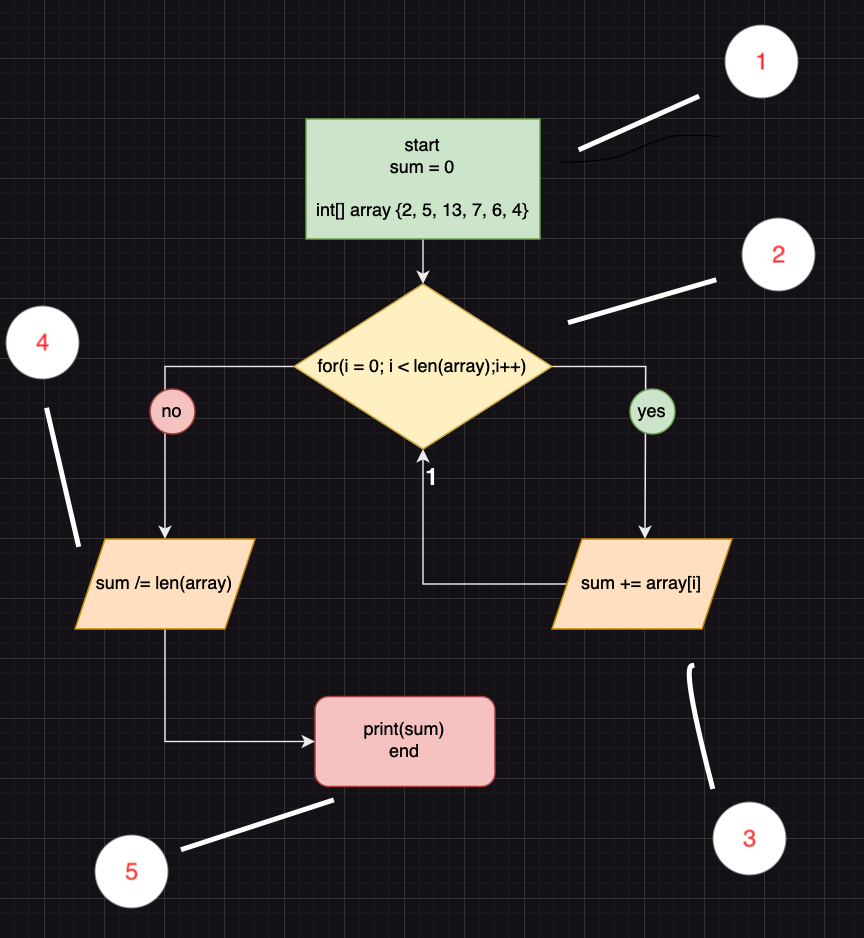 1
start
sum = 0
int[] array {2, 5, 13, 7, 6, 4}
2
for(i = 0; i < len(array);i++)
4
no
yes
1
sum /= len(array)
sum += array[i]
print(sum)
end
3
5